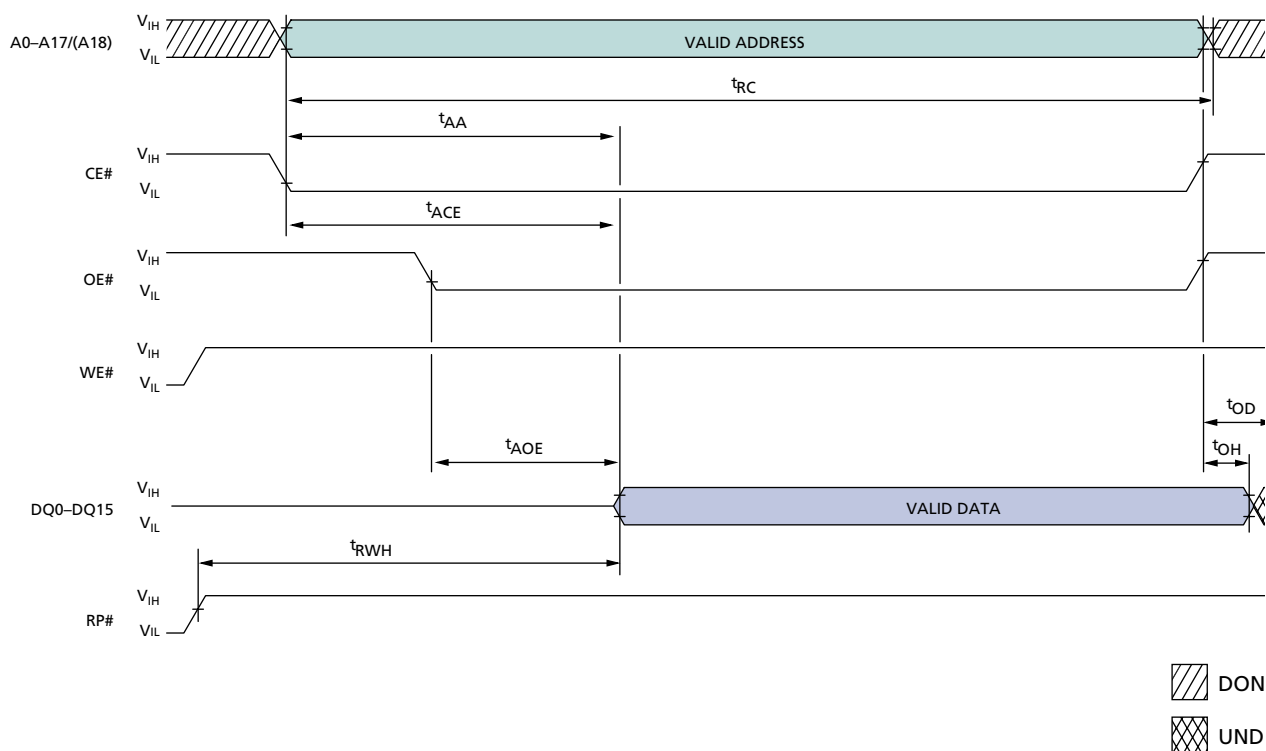 VIH
A0–A17/(A18)
VALID ADDRESS
VIL
tRC
tAA
VIH
CE#
VIL
tACE
VIH
OE#
VIL
VIH
WE#
VIL
tOD
tAOE
tOH
VIH
DQ0–DQ15
VALID DATA
VIL
tRWH
VIH
RP#
VIL
DON
UND